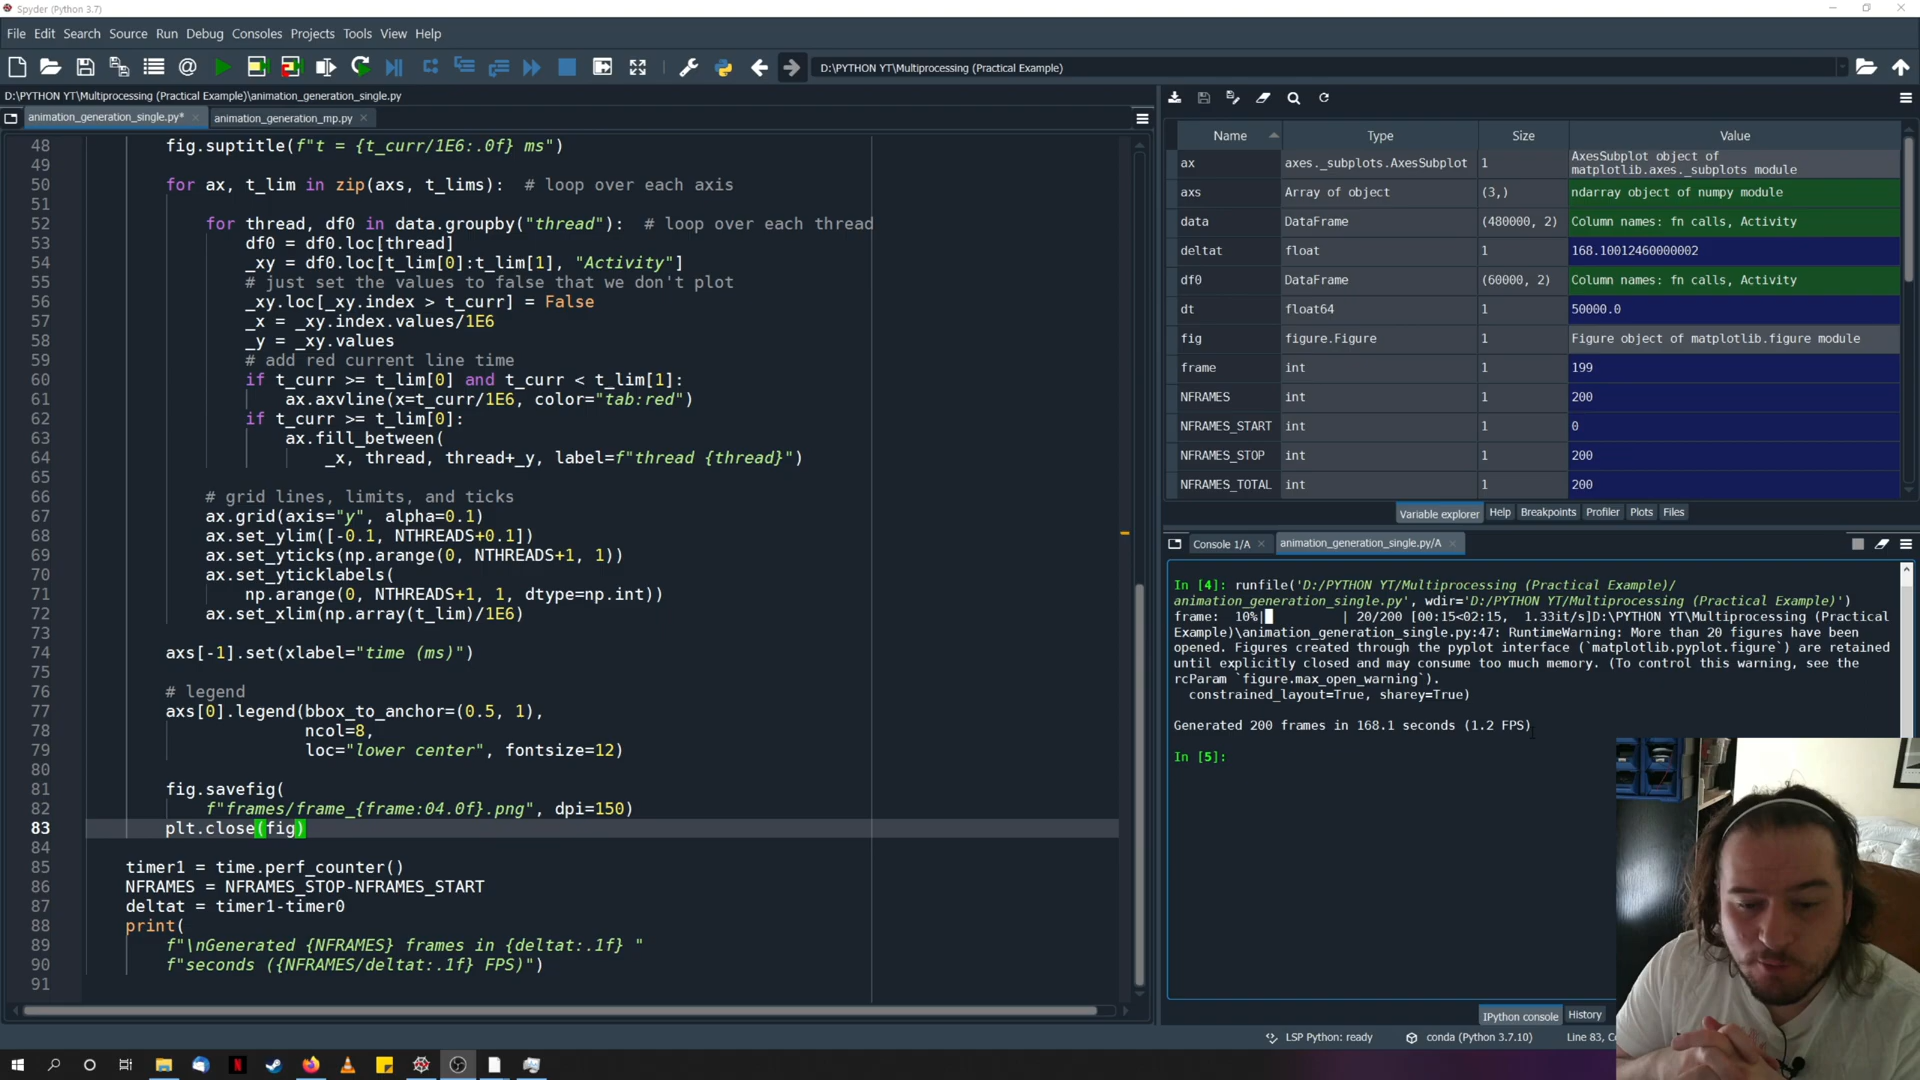 Spyder (Python 3.7)
File Edit Search Source Run Debug Consoles Projects Tools View Help
D:\PYTHON YT\Multiprocessing (Practical Example)
D:\PYTHON YT\Multiprocessing (Practical Example)\animation_generation_single.py
animation_generation_single.py* animation_generation_mp.py
48 fig.suptitle(f"t = {t_curr/1E6:.0f} ms")
49
50 for ax, t_lim in zip(axs, t_lims): # loop over each axis
51
52 for thread, df0 in data.groupby("thread"): # loop over each thread
53 df0 = df0.loc[thread]
54 _xy = df0.loc[t_lim[0]:t_lim[1], "Activity"]
55 # just set the values to false that we don't plot
56 _xy.loc[_xy.index > t_curr] = False
57 _x = _xy.index.values/1E6
58 _y = _xy.values
59 # add red current line time
60 if t_curr >= t_lim[0] and t_curr < t_lim[1]:
61 ax.axvline(x=t_curr/1E6, color="tab:red")
62 if t_curr >= t_lim[0]:
63 ax.fill_between(
64 _x, thread, thread+_y, label=f"thread {thread}")
65
66 # grid lines, limits, and ticks
67 ax.grid(axis="y", alpha=0.1)
68 ax.set_ylim([-0.1, NTHREADS+0.1])
69 ax.set_yticks(np.arange(0, NTHREADS+1, 1))
70 ax.set_yticklabels(
71 np.arange(0, NTHREADS+1, 1, dtype=np.int))
72 ax.set_xlim(np.array(t_lim)/1E6)
73
74 axs[-1].set(xlabel="time (ms)")
75
76 # legend
77 axs[0].legend(bbox_to_anchor=(0.5, 1),
78 ncol=8,
79 loc="lower center", fontsize=12)
80
81 fig.savefig(
82 f"frames/frame_{frame:04.0f}.png", dpi=150)
83 plt.close(fig)
84
85 timer1 = time.perf_counter()
86 NFRAMES = NFRAMES_STOP-NFRAMES_START
87 deltat = timer1-timer0
88 print(
89 f"\nGenerated {NFRAMES} frames in {deltat:.1f} "
90 f"seconds ({NFRAMES/deltat:.1f} FPS)")
91
Name Type Size Value
ax axes._subplots.AxesSubplot 1 AxesSubplot object of
matplotlib.axes._subplots module
axs Array of object (3,) ndarray object of numpy module
data DataFrame (480000, 2) Column names: fn calls, Activity
deltat float 1 168.10012460000002
df0 DataFrame (60000, 2) Column names: fn calls, Activity
dt float64 1 50000.0
fig figure.Figure 1 Figure object of matplotlib.figure module
frame int 1 199
NFRAMES int 1 200
NFRAMES_START int 1 0
NFRAMES_STOP int 1 200
NFRAMES_TOTAL int 1 200
Variable explorer Help Breakpoints Profiler Plots Files
Console 1/A animation_generation_single.py/A
In [4]: runfile('D:/PYTHON YT/Multiprocessing (Practical Example)/
animation_generation_single.py', wdir='D:/PYTHON YT/Multiprocessing (Practical Example)')
frame: 10%| | 20/200 [00:15<02:15, 1.33it/s]D:\PYTHON YT\Multiprocessing (Practical
Example)\animation_generation_single.py:47: RuntimeWarning: More than 20 figures have been
opened. Figures created through the pyplot interface (`matplotlib.pyplot.figure`) are retained
until explicitly closed and may consume too much memory. (To control this warning, see the
rcParam `figure.max_open_warning`).
constrained_layout=True, sharey=True)
Generated 200 frames in 168.1 seconds (1.2 FPS)
In [5]:
IPython console History
LSP Python: ready conda (Python 3.7.10) Line 83, C